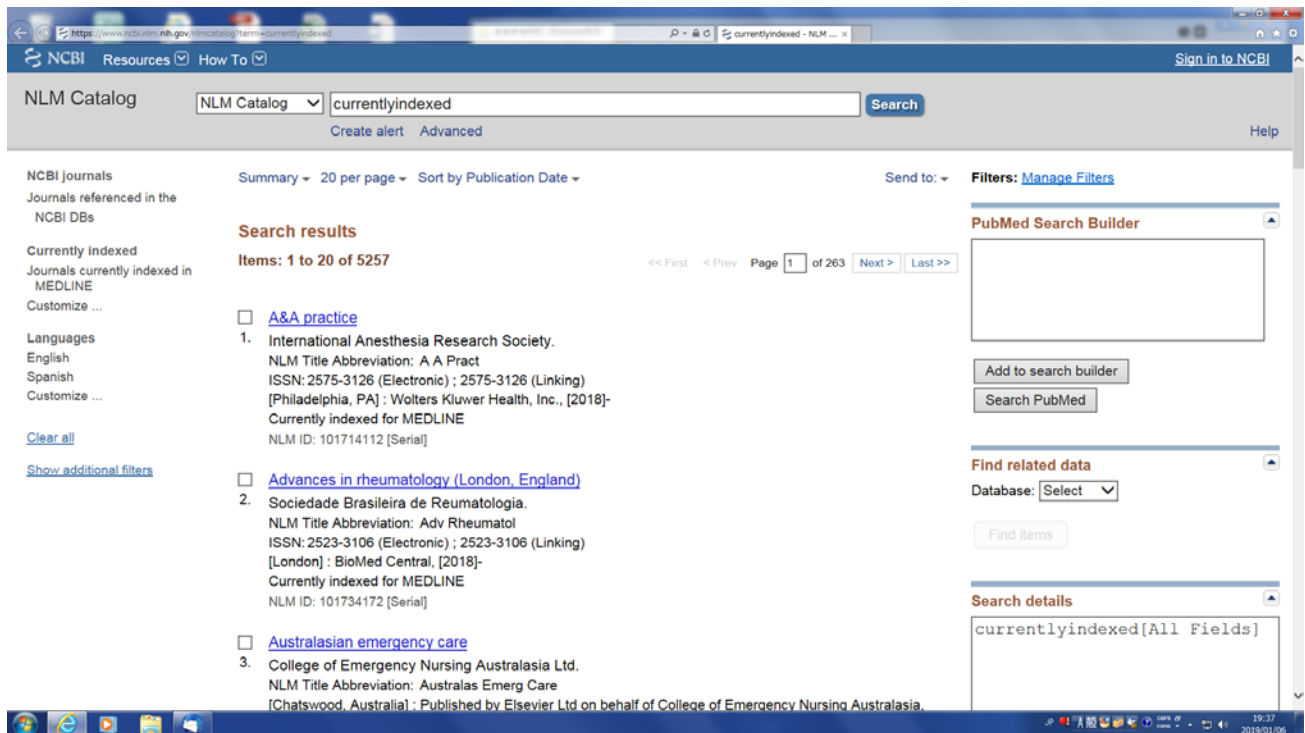 https://www.ncbi.nlm.nih.gov/nlmcatalog?term=currentlyindexed
currentlyindexed - NLM ...
NCBI Resources How To Sign in to NCBI
NLM Catalog NLM Catalog currentlyindexed Search
Create alert Advanced Help
NCBI journals
Journals referenced in the
NCBI DBs
Currently indexed
Journals currently indexed in
MEDLINE
Customize ...
Languages
English
Spanish
Customize ...
Clear all
Show additional filters
Summary 20 per page Sort by Publication Date Send to:
Search results
Items: 1 to 20 of 5257 << First < Prev Page 1 of 263 Next > Last >>
A&A practice
1. International Anesthesia Research Society.
NLM Title Abbreviation: A A Pract
ISSN: 2575-3126 (Electronic) ; 2575-3126 (Linking)
[Philadelphia, PA] : Wolters Kluwer Health, Inc., [2018]-
Currently indexed for MEDLINE
NLM ID: 101714112 [Serial]
Advances in rheumatology (London, England)
2. Sociedade Brasileira de Reumatologia.
NLM Title Abbreviation: Adv Rheumatol
ISSN: 2523-3106 (Electronic) ; 2523-3106 (Linking)
[London] : BioMed Central, [2018]-
Currently indexed for MEDLINE
NLM ID: 101734172 [Serial]
Australasian emergency care
3. College of Emergency Nursing Australasia Ltd.
NLM Title Abbreviation: Australas Emerg Care
[Chatswood, Australia] : Published by Elsevier Ltd on behalf of College of Emergency Nursing Australasia,
Filters: Manage Filters
PubMed Search Builder
Add to search builder
Search PubMed
Find related data
Database: Select
Find items
Search details
currentlyindexed[All Fields]
19:37
2019/01/06